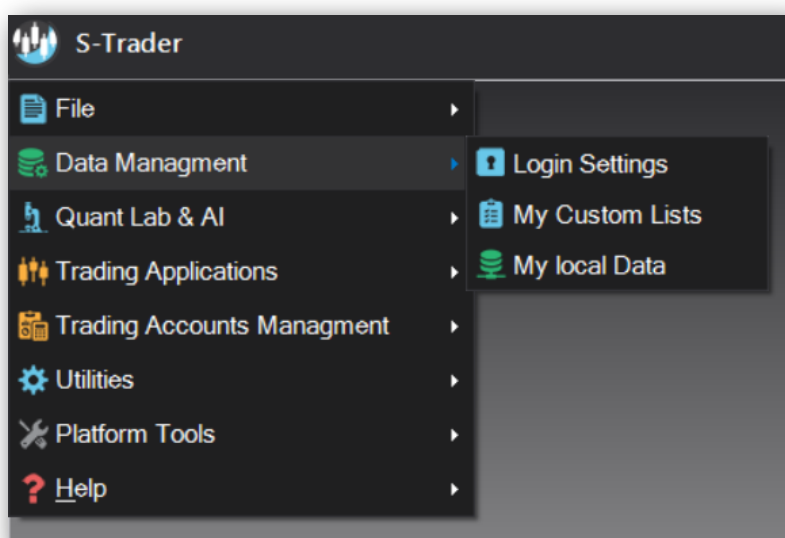 S-Trader
File
Data Managment
Quant Lab & AI
Trading Applications
Trading Accounts Managment
Utilities
Platform Tools
Help
Login Settings
My Custom Lists
My local Data